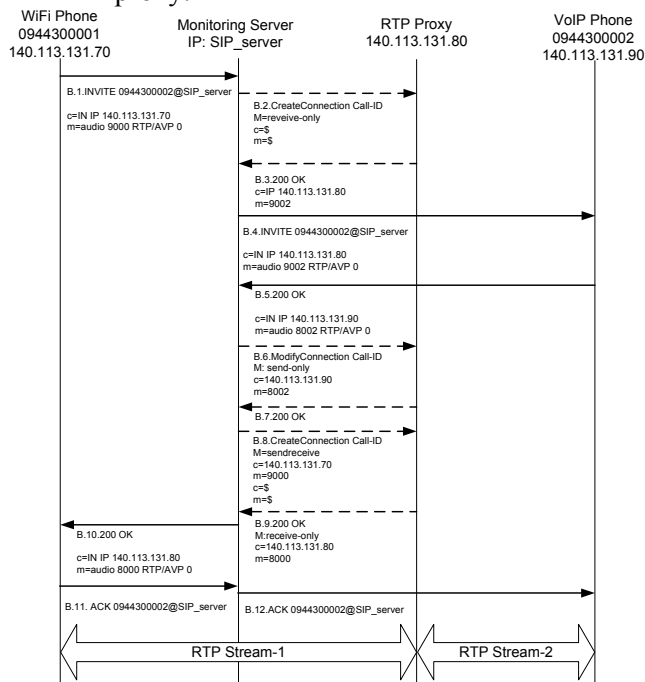 proxy.
WiFi Phone
0944300001
140.113.131.70
Monitoring Server
IP: SIP_server
RTP Proxy
140.113.131.80
VoIP Phone
0944300002
140.113.131.90
B.1.INVITE 0944300002@SIP_server
c=IN IP 140.113.131.70
m=audio 9000 RTP/AVP 0
B.2.CreateConnection Call-ID
M=reveive-only
c=$
m=$
B.3.200 OK
c=IP 140.113.131.80
m=9002
B.4.INVITE 0944300002@SIP_server
c=IN IP 140.113.131.80
m=audio 9002 RTP/AVP 0
B.5.200 OK
c=IN IP 140.113.131.90
m=audio 8002 RTP/AVP 0
B.6.ModifyConnection Call-ID
M: send-only
c=140.113.131.90
m=8002
B.7.200 OK
B.8.CreateConnection Call-ID
M=sendreceive
c=140.113.131.70
m=9000
c=$
m=$
B.9.200 OK
M:receive-only
c=140.113.131.80
m=8000
B.10.200 OK
c=IN IP 140.113.131.80
m=audio 8000 RTP/AVP 0
B.11. ACK 0944300002@SIP_server
B.12.ACK 0944300002@SIP_server
RTP Stream-1
RTP Stream-2